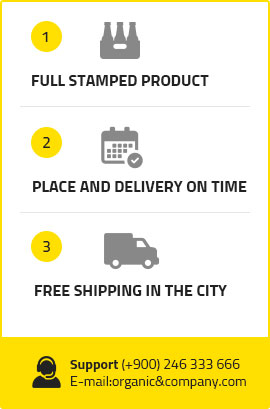 1
FULL STAMPED PRODUCT
2
PLACE AND DELIVERY ON TIME
3
FREE SHIPPING IN THE CITY
Support (+900) 246 333 666
E-mail:organic&company.com